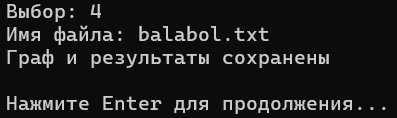 Выбор: 4
Имя файла: balabol.txt
Граф и результаты сохранены
Нажмите Enter для продолжения...